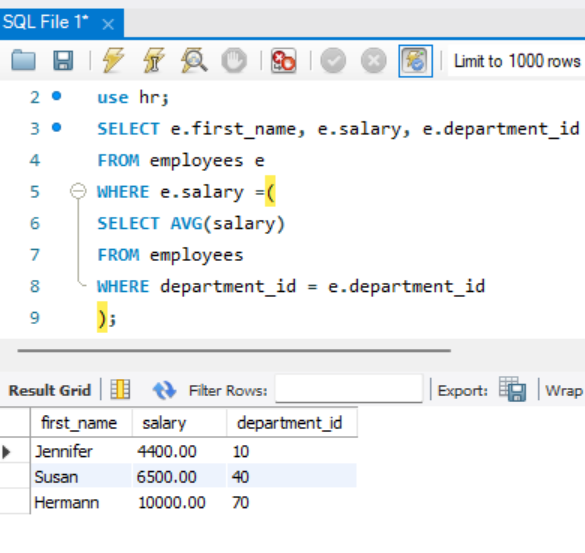 SQL File 1*
Limit to 1000 rows
2 use hr;
3 SELECT e.first_name, e.salary, e.department_id
4 FROM employees e
5 WHERE e.salary =(
6 SELECT AVG(salary)
7 FROM employees
8 WHERE department_id = e.department_id
9 );
Result Grid Filter Rows: Export: Wrap
first_name salary department_id
Jennifer 4400.00 10
Susan 6500.00 40
Hermann 10000.00 70